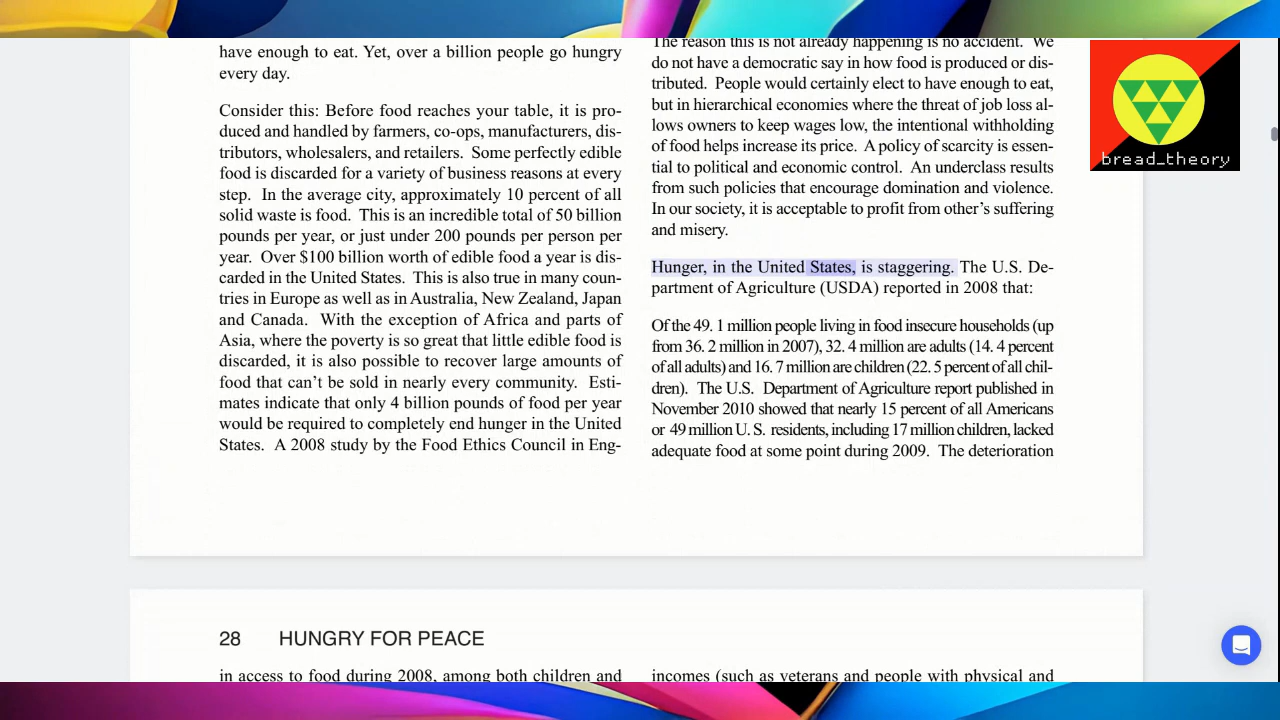 have enough to eat. Yet, over a billion people go hungry
every day.
Consider this: Before food reaches your table, it is pro-
duced and handled by farmers, co-ops, manufacturers, dis-
tributors, wholesalers, and retailers. Some perfectly edible
food is discarded for a variety of business reasons at every
step. In the average city, approximately 10 percent of all
solid waste is food. This is an incredible total of 50 billion
pounds per year, or just under 200 pounds per person per
year. Over $100 billion worth of edible food a year is dis-
carded in the United States. This is also true in many coun-
tries in Europe as well as in Australia, New Zealand, Japan
and Canada. With the exception of Africa and parts of
Asia, where the poverty is so great that little edible food is
discarded, it is also possible to recover large amounts of
food that can't be sold in nearly every community. Esti-
mates indicate that only 4 billion pounds of food per year
would be required to completely end hunger in the United
States. A 2008 study by the Food Ethics Council in Eng-
The reason this is not already happening is no accident. We
do not have a democratic say in how food is produced or dis-
tributed. People would certainly elect to have enough to eat,
but in hierarchical economies where the threat of job loss al-
lows owners to keep wages low, the intentional withholding
of food helps increase its price. A policy of scarcity is essen-
tial to political and economic control. An underclass results
from such policies that encourage domination and violence.
In our society, it is acceptable to profit from other's suffering
and misery.
Hunger, in the United States, is staggering. The U.S. De-
partment of Agriculture (USDA) reported in 2008 that:
Of the 49. 1 million people living in food insecure households (up
from 36. 2 million in 2007), 32. 4 million are adults (14. 4 percent
of all adults) and 16. 7 million are children (22. 5 percent of all chil-
dren). The U.S. Department of Agriculture report published in
November 2010 showed that nearly 15 percent of all Americans
or 49 million U. S. residents, including 17 million children, lacked
adequate food at some point during 2009. The deterioration
bread_theory
28 HUNGRY FOR PEACE
in access to food during 2008, among both children and
incomes (such as veterans and people with physical and